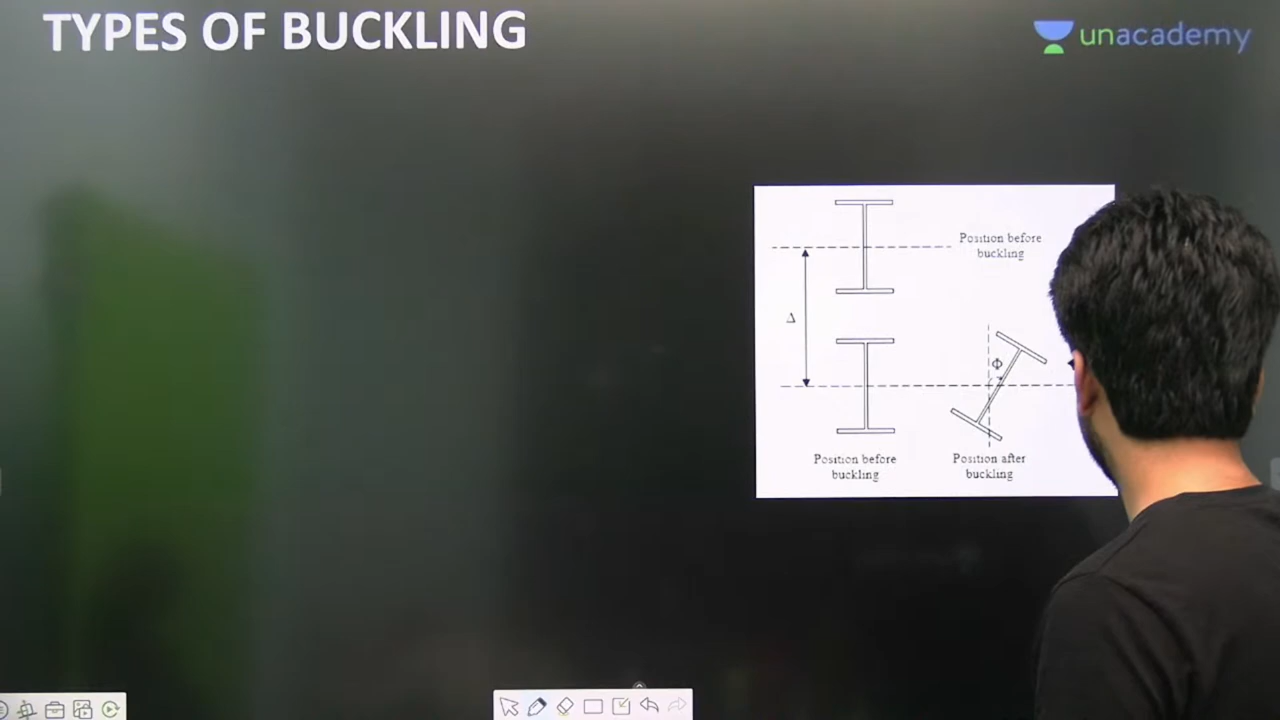 TYPES OF BUCKLING
unacademy
Position before
buckling
Δ
Φ
Position before
buckling
Position after
buckling